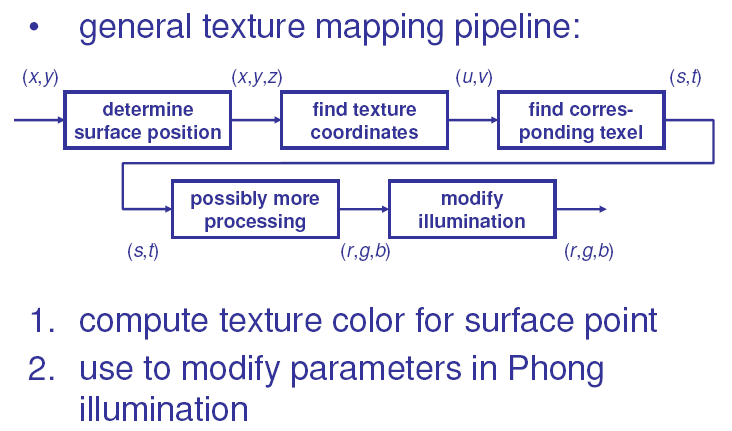 • general texture mapping pipeline:
(x,y) (x,y,z) (u,v) (s,t)
determine find texture find corres-
surface position coordinates ponding texel
possibly more modify
processing illumination
(s,t) (r,g,b) (r,g,b)
1. compute texture color for surface point
2. use to modify parameters in Phong
illumination